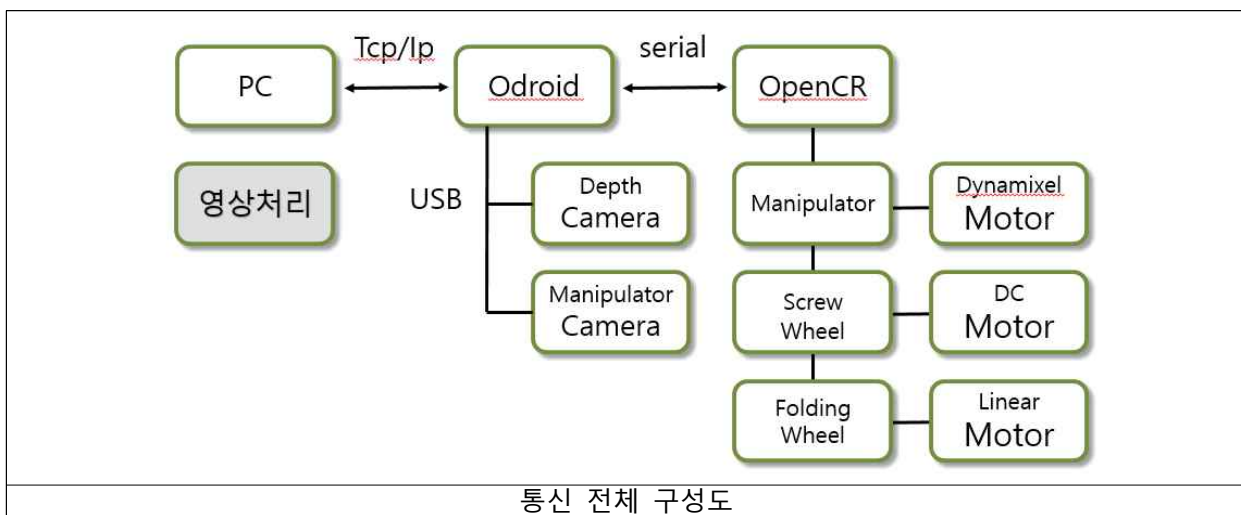 Tcp/Ip
serial
PC
Odroid
OpenCR
영상처리
USB
Depth
Camera
Manipulator
Camera
Manipulator
Dynamixel
Motor
Screw
Wheel
DC
Motor
Folding
Wheel
Linear
Motor
통신 전체 구성도